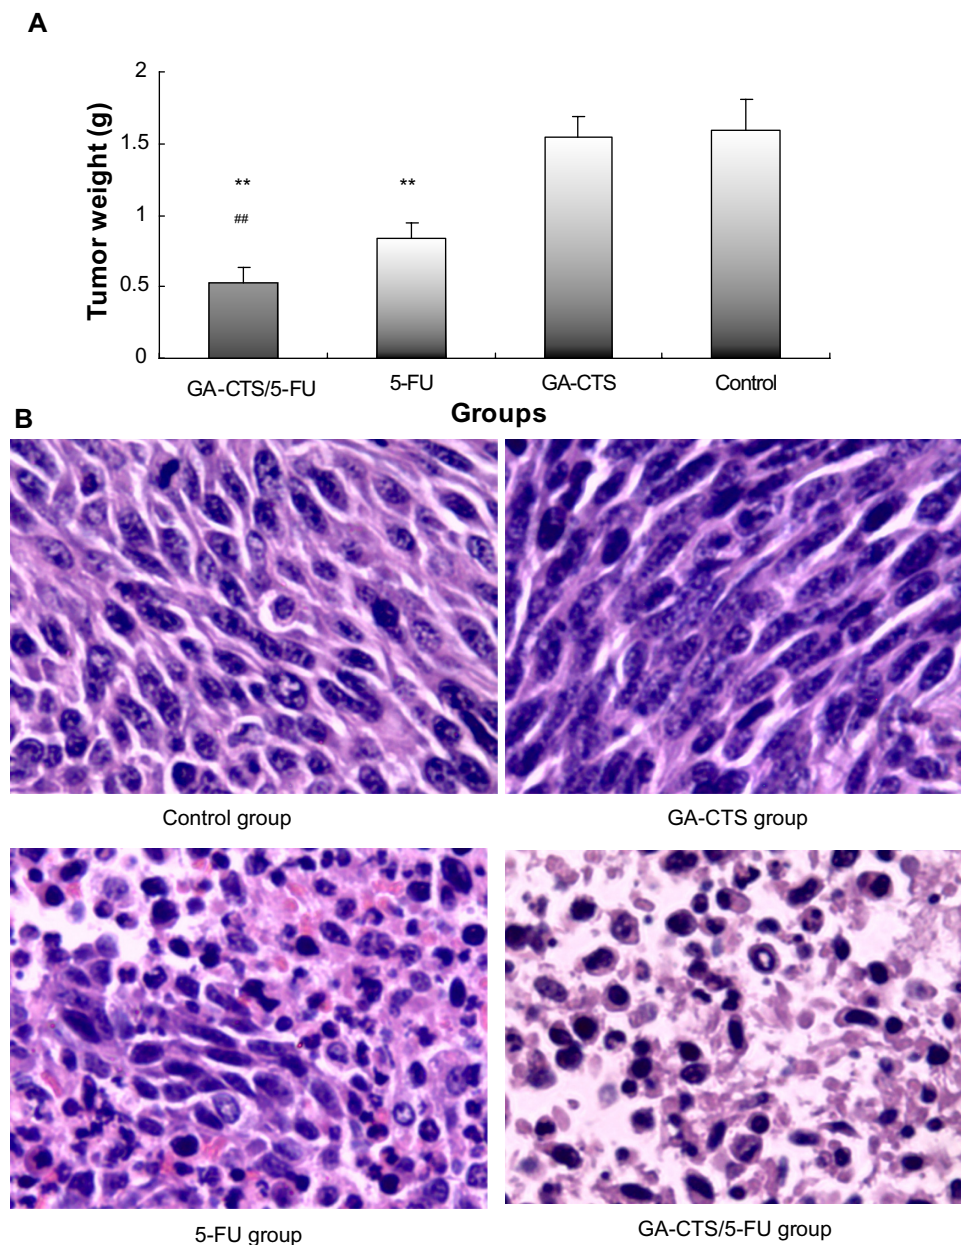 A
Tumor weight (g)
2
1.5
1
0.5
0
**
##
**
GA-CTS/5-FU
5-FU
GA-CTS
Control
Groups
B
Control group
GA-CTS group
5-FU group
GA-CTS/5-FU group